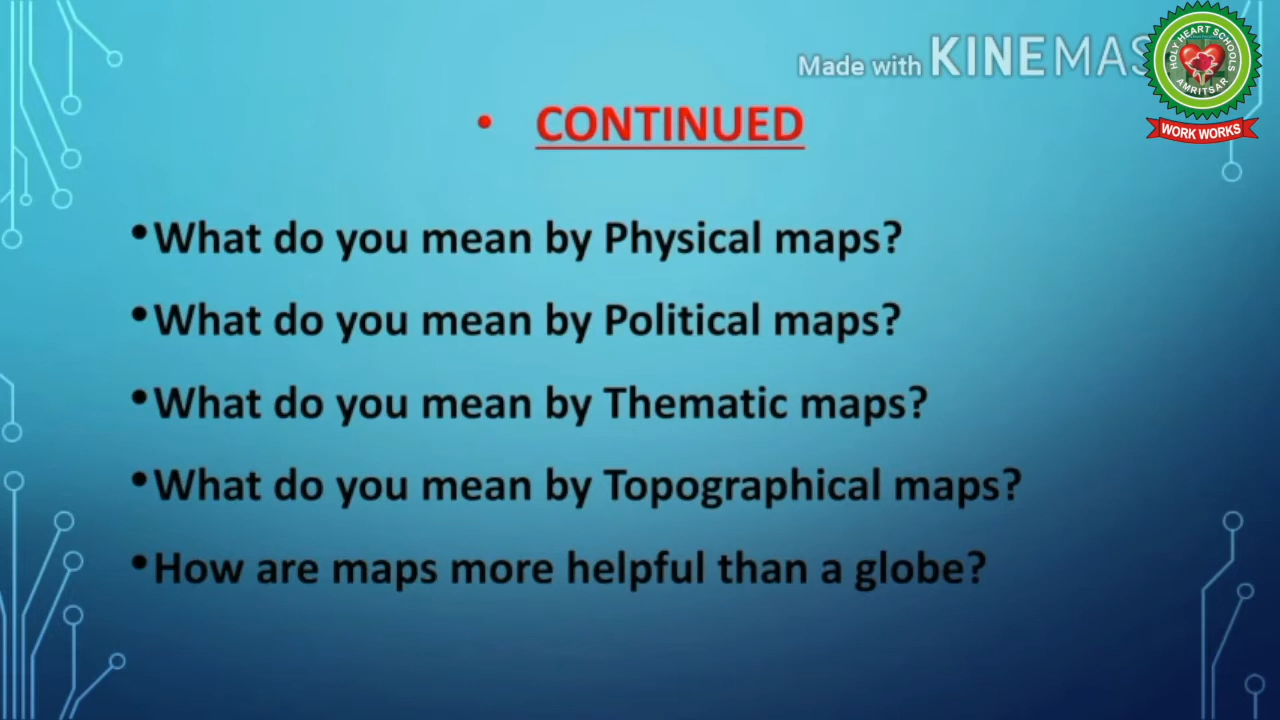 Made with KINEMAS
HOLY HEART SCHOOLS
AMRITSAR
WORK WORKS
• CONTINUED
• What do you mean by Physical maps?
• What do you mean by Political maps?
• What do you mean by Thematic maps?
• What do you mean by Topographical maps?
• How are maps more helpful than a globe?